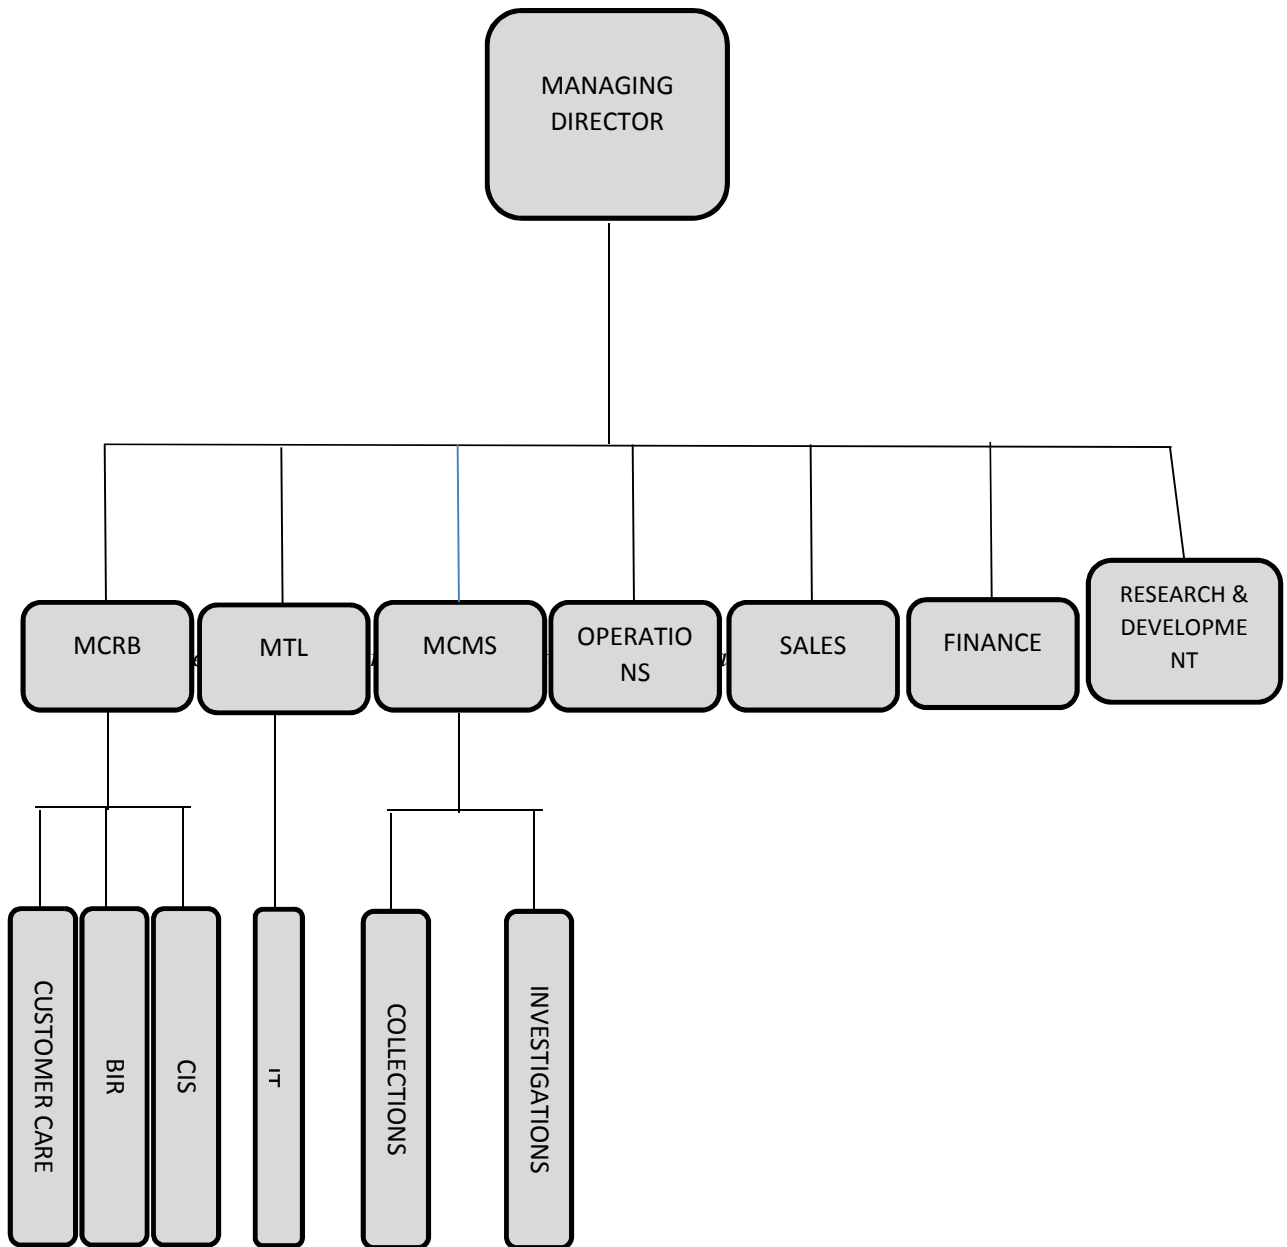 MANAGING
DIRECTOR
MCRB
MTL
MCMS
OPERATIO
NS
SALES
FINANCE
RESEARCH &
DEVELOPME
NT
CUSTOMER CARE
BIR
CIS
IT
COLLECTIONS
INVESTIGATIONS